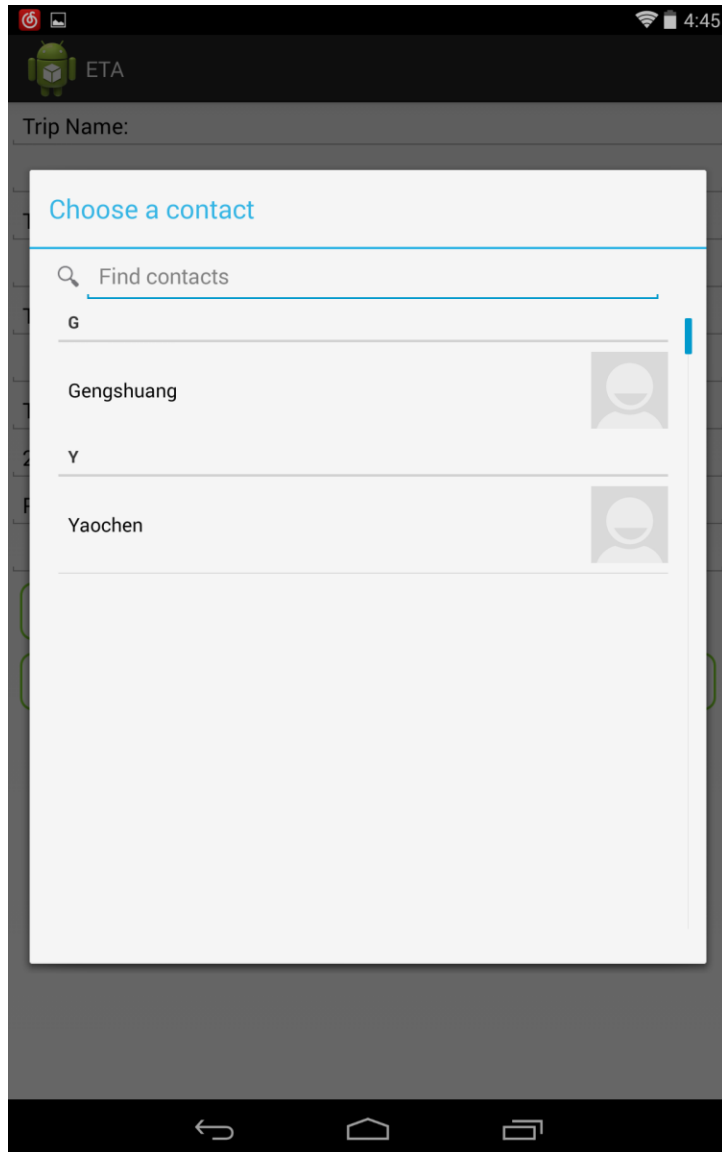 4:45
ETA
Trip Name:
Choose a contact
Find contacts
G
Gengshuang
Y
Yaochen